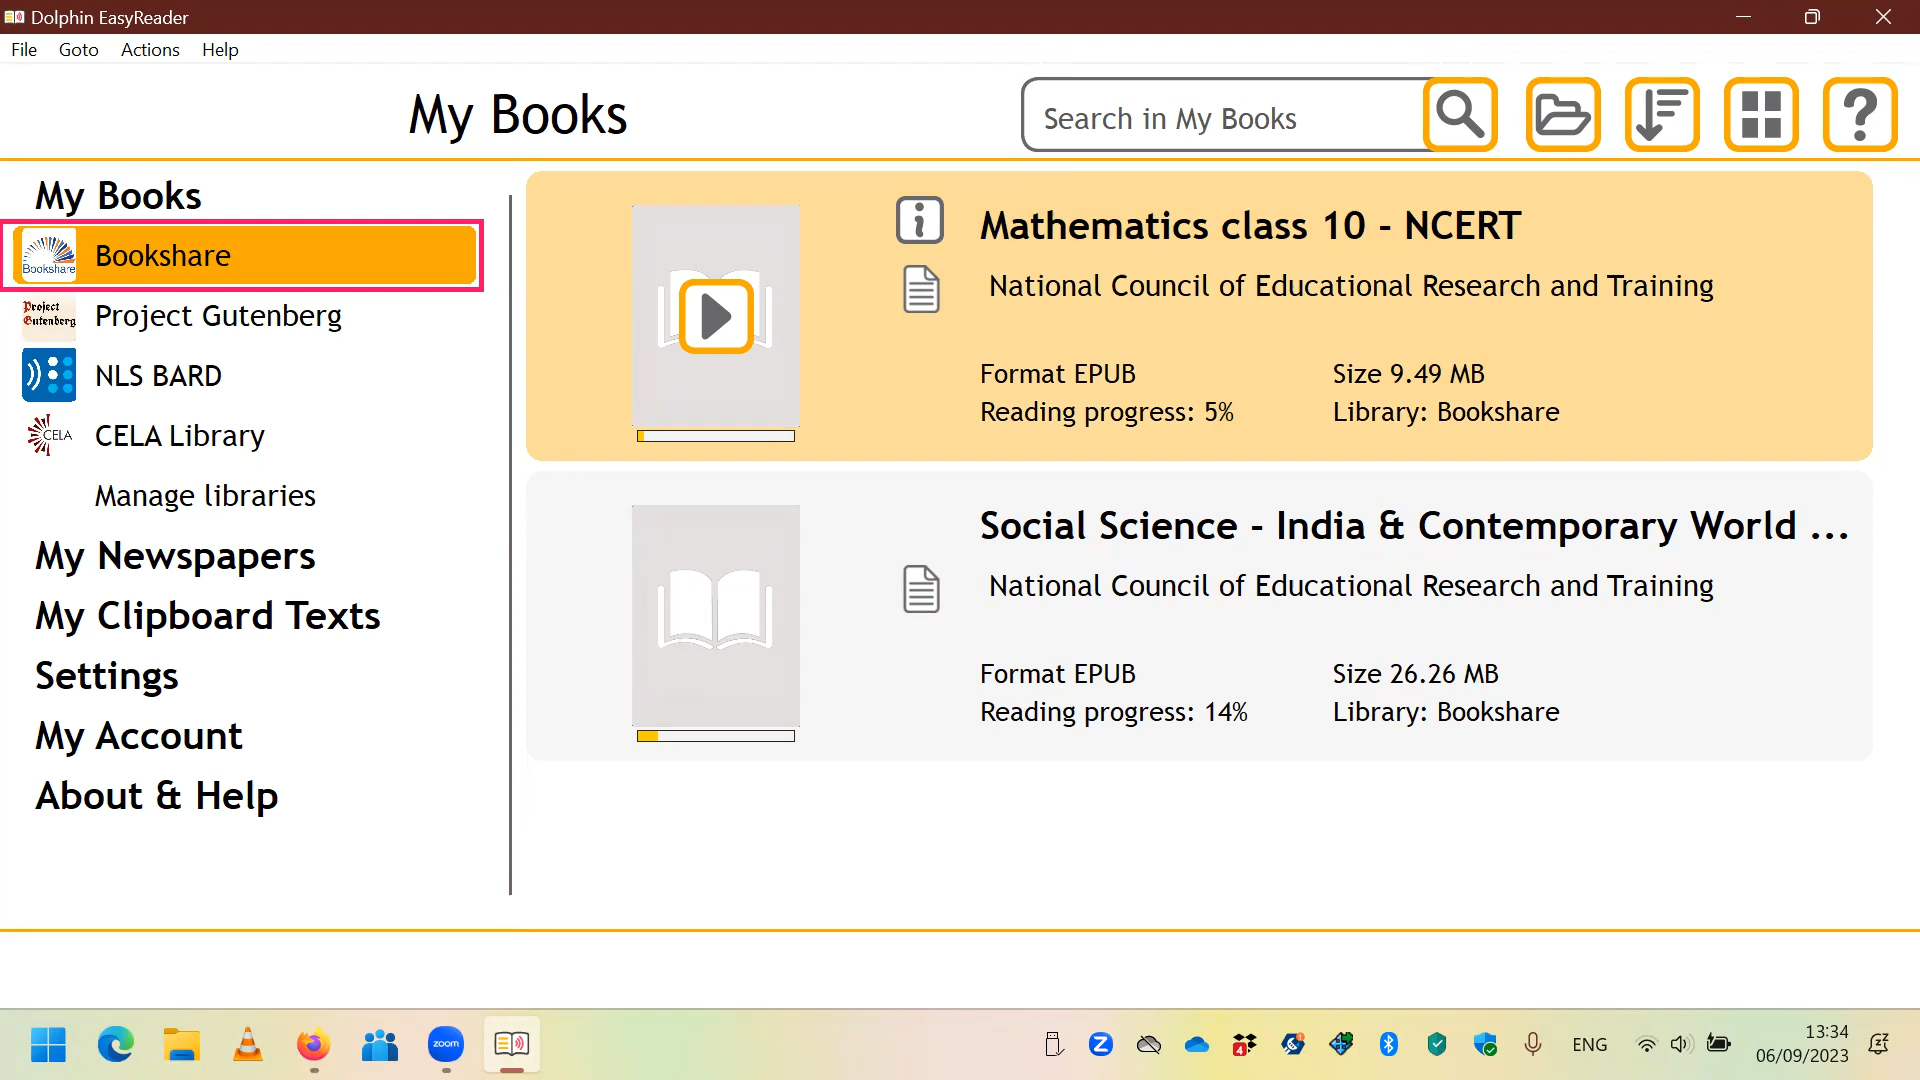 Dolphin EasyReader
File Goto Actions Help
My Books
Search in My Books
My Books
Bookshare
Bookshare
Project Gutenberg
Project Gutenberg
NLS BARD
CELA
CELA Library
Manage libraries
My Newspapers
My Clipboard Texts
Settings
My Account
About & Help
Mathematics class 10 - NCERT
National Council of Educational Research and Training
Format EPUB Size 9.49 MB
Reading progress: 5% Library: Bookshare
Social Science - India & Contemporary World ...
National Council of Educational Research and Training
Format EPUB Size 26.26 MB
Reading progress: 14% Library: Bookshare
zoom
4
ENG
13:34
06/09/2023